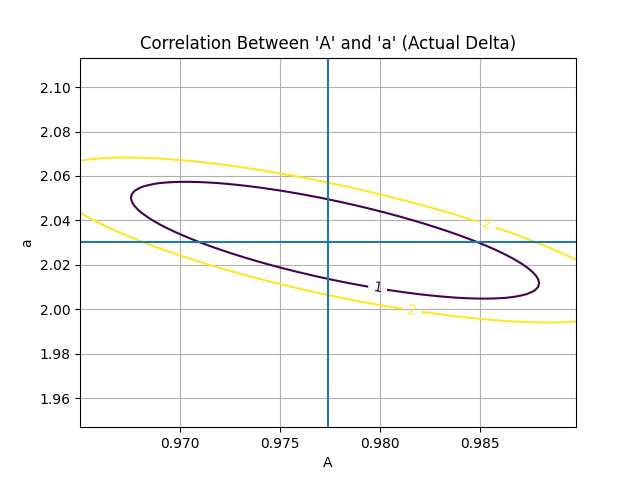 Correlation Between 'A' and 'a' (Actual Delta)
2.10
2.08
2.06
2.04
2.02
2.00
1.98
1.96
a
2
1
2
0.970 0.975 0.980 0.985
A